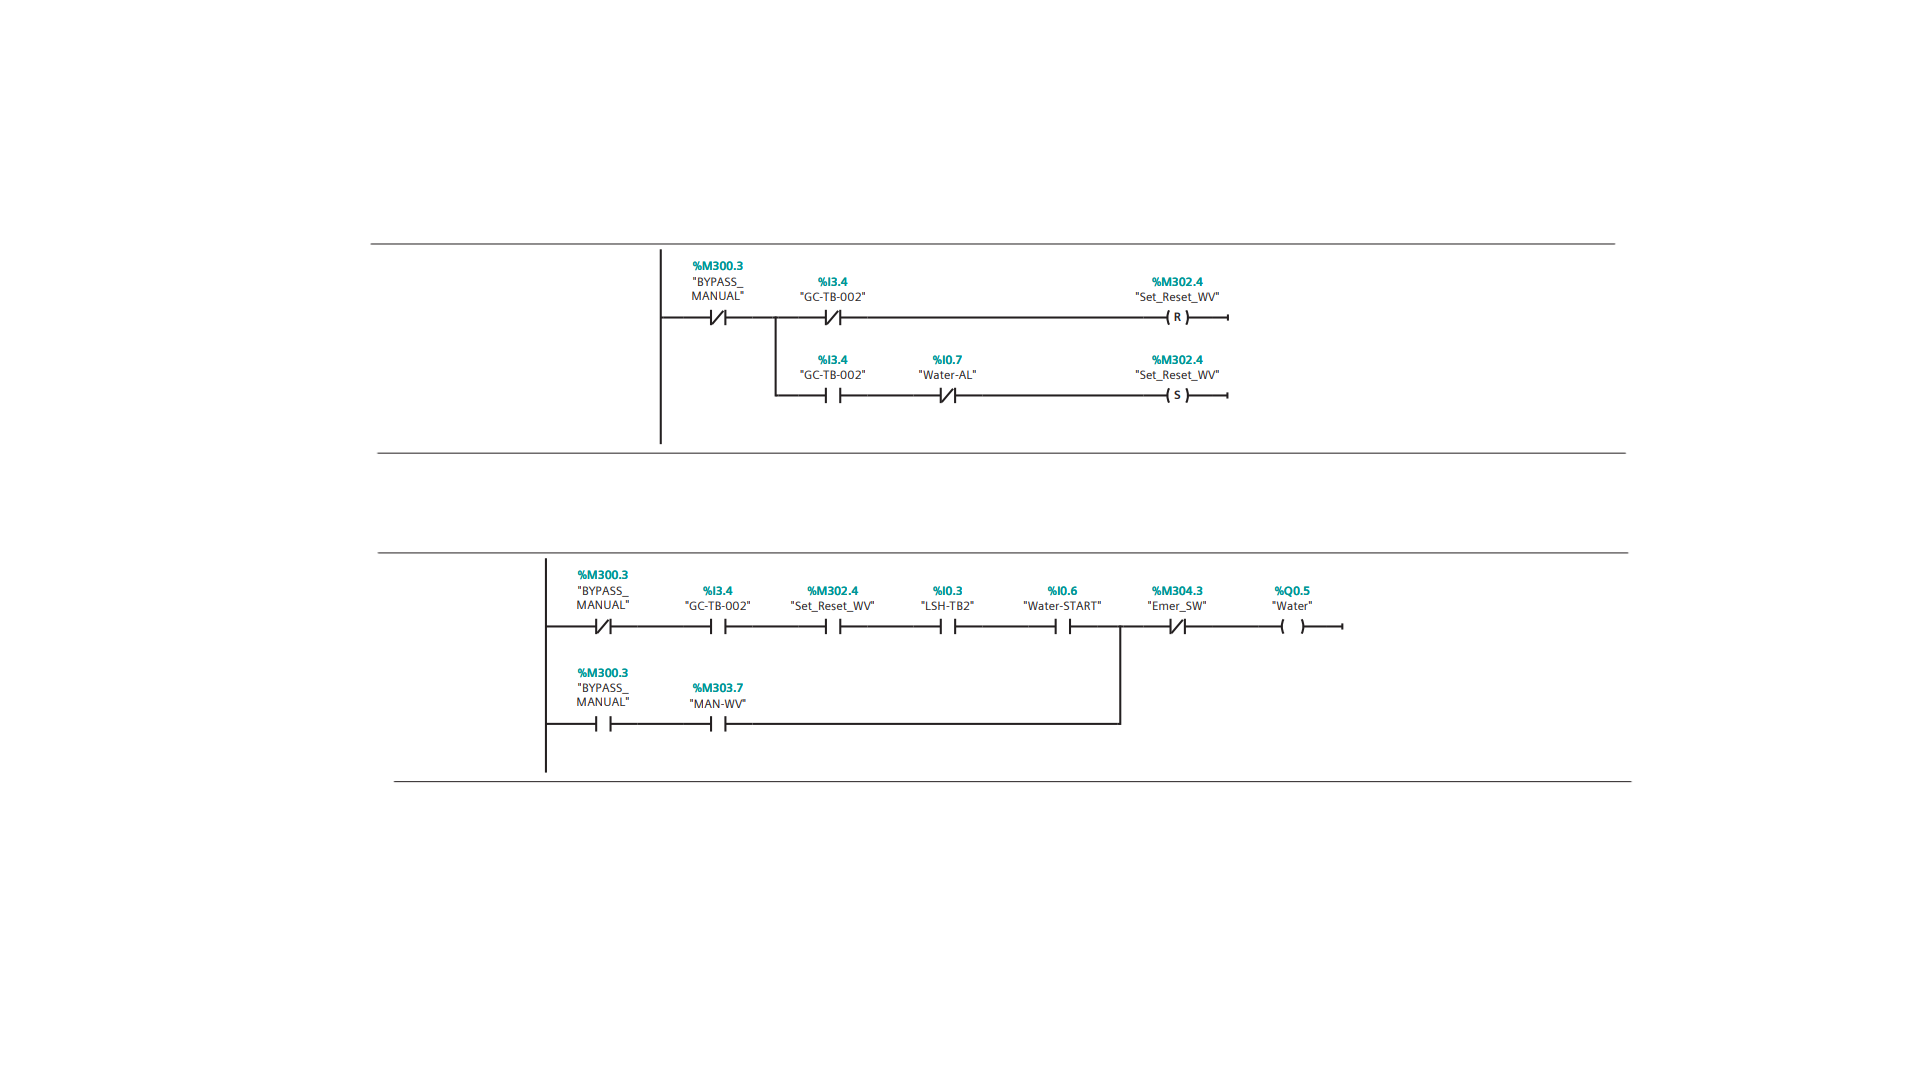 %M300.3
"BYPASS_
MANUAL"
%I3.4
"GC-TB-002"
%M302.4
"Set_Reset_WV"
R
%I3.4
"GC-TB-002"
%I0.7
"Water-AL"
%M302.4
"Set_Reset_WV"
S
%M300.3
"BYPASS_
MANUAL"
%I3.4
"GC-TB-002"
%M302.4
"Set_Reset_WV"
%I0.3
"LSH-TB2"
%I0.6
"Water-START"
%M304.3
"Emer_SW"
%Q0.5
"Water"
%M300.3
"BYPASS_
MANUAL"
%M303.7
"MAN-WV"